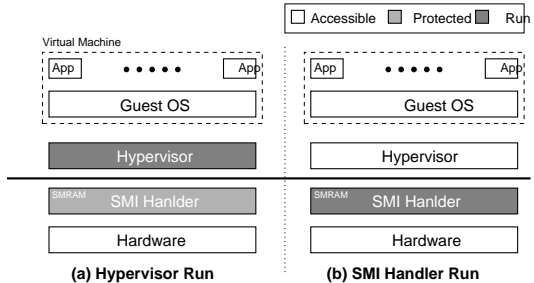 Accessible Protected Run
Virtual Machine
App App
Guest OS
Hypervisor
SMRAM
SMI Hanlder
Hardware
(a) Hypervisor Run
App App
Guest OS
Hypervisor
SMRAM
SMI Hanlder
Hardware
(b) SMI Handler Run